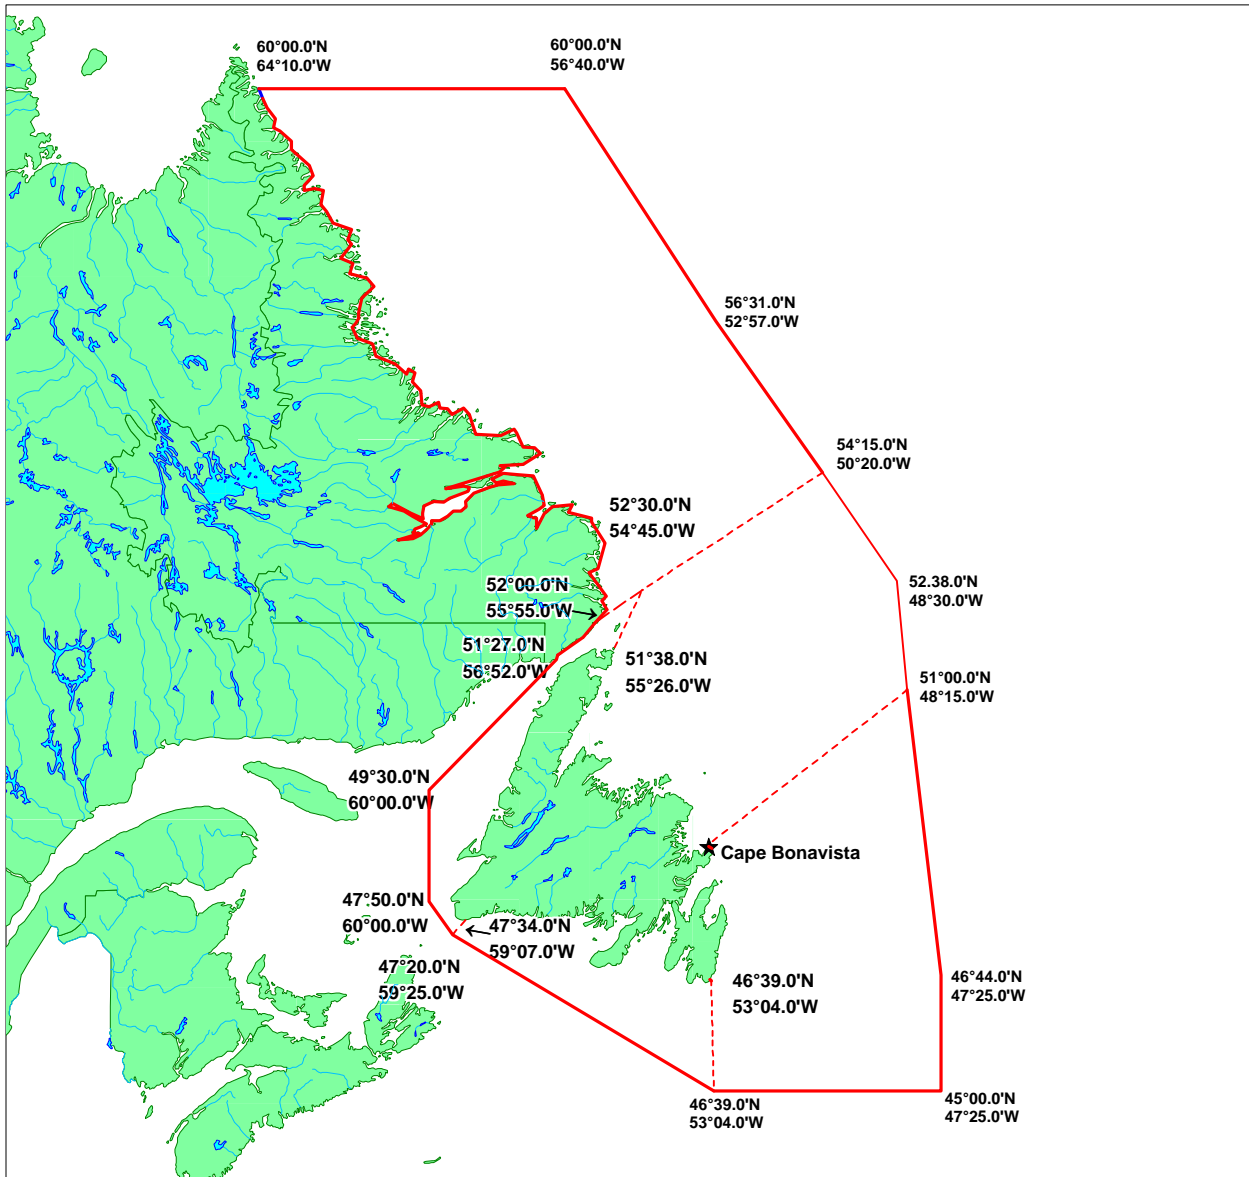 60°00.0'N
64°10.0'W
60°00.0'N
56°40.0'W
56°31.0'N
52°57.0'W
54°15.0'N
50°20.0'W
52°30.0'N
54°45.0'W
52.38.0'N
48°30.0'W
52°00.0'N
55°55.0'W
51°27.0'N
56°52.0'W
51°38.0'N
55°26.0'W
51°00.0'N
48°15.0'W
49°30.0'N
60°00.0'W
Cape Bonavista
47°50.0'N
60°00.0'W
47°34.0'N
59°07.0'W
47°20.0'N
59°25.0'W
46°39.0'N
53°04.0'W
46°44.0'N
47°25.0'W
46°39.0'N
53°04.0'W
45°00.0'N
47°25.0'W